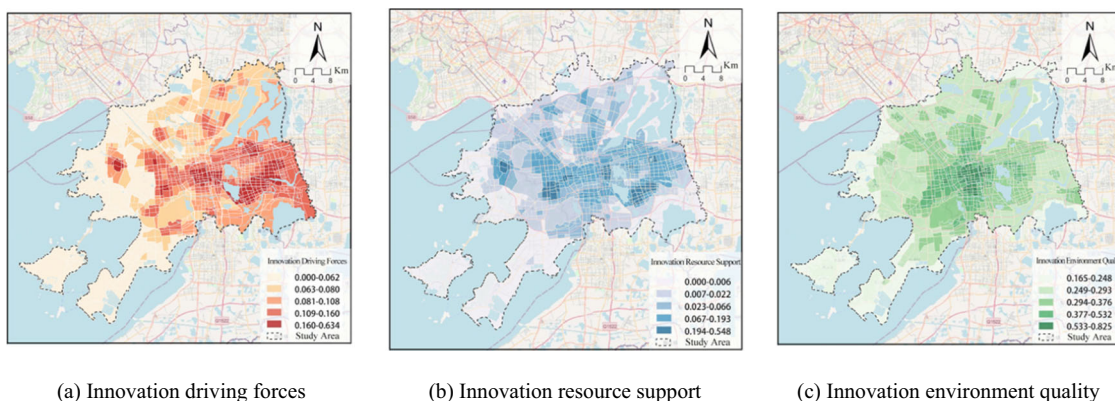 N
0 4 8
Km
Innovation Driving Forces
0.000-0.062
0.063-0.080
0.081-0.108
0.109-0.160
0.160-0.634
Study Area
(a) Innovation driving forces
N
0 4 8
Km
Innovation Resource Support
0.000-0.006
0.007-0.022
0.023-0.066
0.067-0.193
0.194-0.548
Study Area
(b) Innovation resource support
N
0 4 8
Km
Innovation Environment Quali
0.165-0.248
0.249-0.293
0.294-0.376
0.377-0.532
0.533-0.825
Study Area
(c) Innovation environment quality